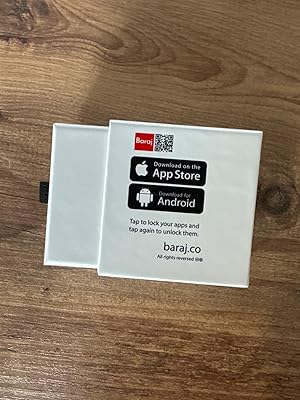 Baraj
Download on the
App Store
Download for
Android
Tap to lock your apps and
tap again to unlock them.
baraj.co
All rights reversed